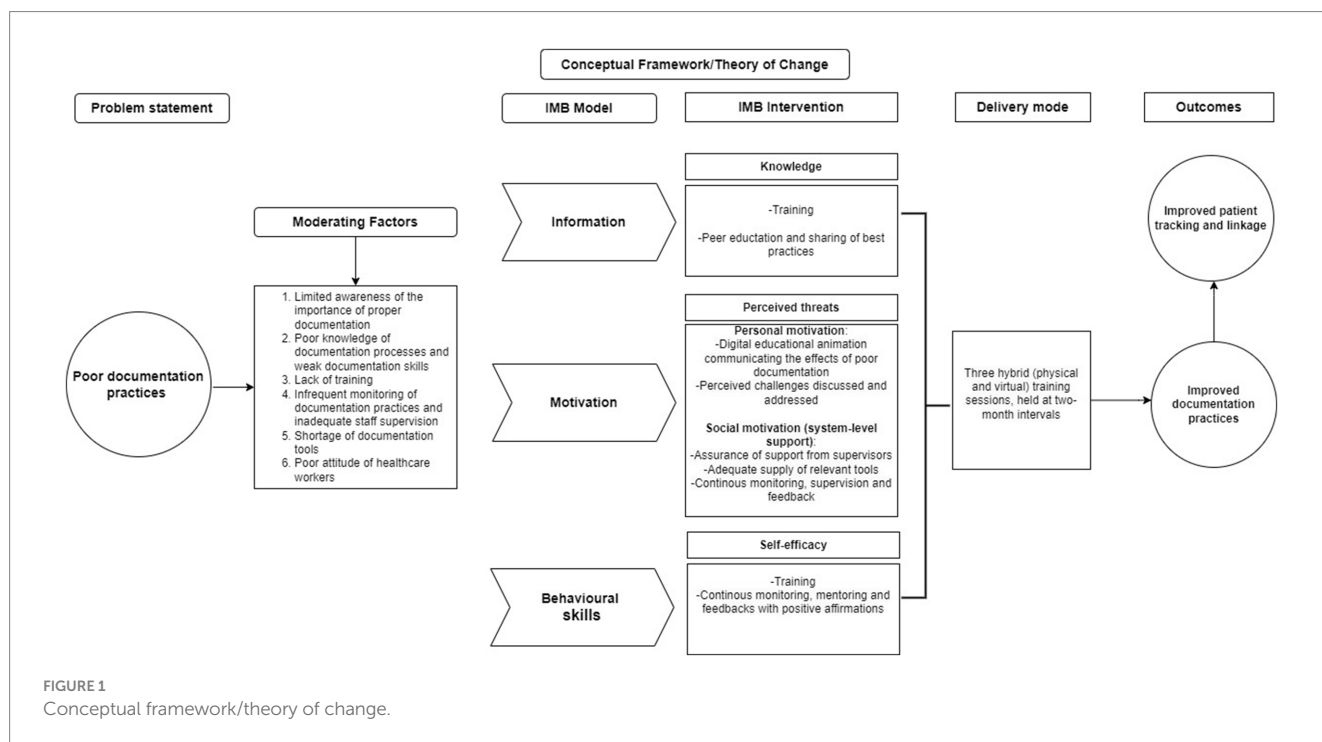 Conceptual Framework/Theory of Change
Problem statement
IMB Model
IMB Intervention
Delivery mode
Outcomes
Moderating Factors
Poor documentation
practices
1. Limited awareness of the
importance of proper
documentation
2. Poor knowledge of
documentation processes and
weak documentation skills
3. Lack of training
4. Infrequent monitoring of
documentation practices and
inadequate staff supervision
5. Shortage of documentation
tools
6. Poor attitude of healthcare
workers
Information
Knowledge
-Training
-Peer eductation and sharing of best
practices
Motivation
Perceived threats
Personal motivation:
-Digital educational animation
communicating the effects of poor
documentation
-Perceived challenges discussed and
addressed
Social motivation (system-level
support):
-Assurance of support from supervisors
-Adequate supply of relevant tools
-Continous monitoring, supervision and
feedback
Behavioural
skills
Self-efficacy
-Training
-Continous monitoring, mentoring and
feedbacks with positive affirmations
Three hybrid (physical
and virtual) training
sessions, held at two-
month intervals
Improved patient
tracking and linkage
Improved
documentation
practices
FIGURE 1
Conceptual framework/theory of change.